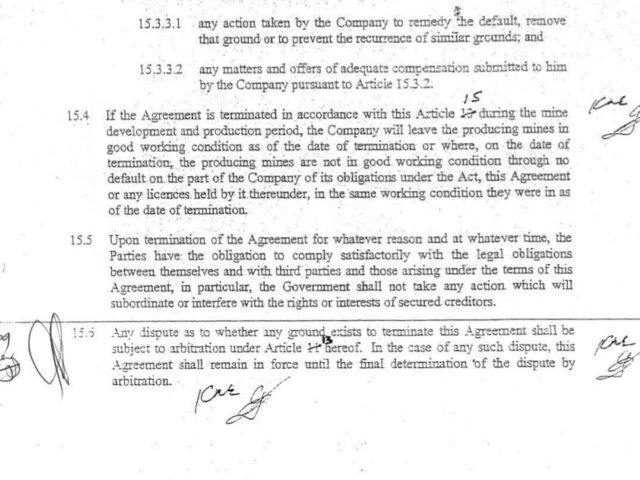 15.3.3.1 any action taken by the Company to remedy the default, remove
that ground or to prevent the recurrence of similar grounds; and
15.3.3.2 any matters and offers of adequate compensation submitted to him
by the Company pursuant to Article 15.3.2.
15
15.4 If the Agreement is terminated in accordance with this Article 13 during the mine
development and production period, the Company will leave the producing mines in
good working condition as of the date of termination or where, on the date of
termination, the producing mines are not in good working condition through no
default on the part of the Company of its obligations under the Act, this Agreement
or any licences held by it thereunder, in the same working condition they were in as
of the date of termination.
15.5 Upon termination of the Agreement for whatever reason and at whatever time, the
Parties have the obligation to comply satisfactorily with the legal obligations
between themselves and with third parties and those arising under the terms of this
Agreement, in particular, the Government shall not take any action which will
subordinate or interfere with the rights or interests of secured creditors.
15.6 Any dispute as to whether any ground exists to terminate this Agreement shall be
13
subject to arbitration under Article 11 hereof. In the case of any such dispute, this
Agreement shall remain in force until the final determination of the dispute by
arbitration.